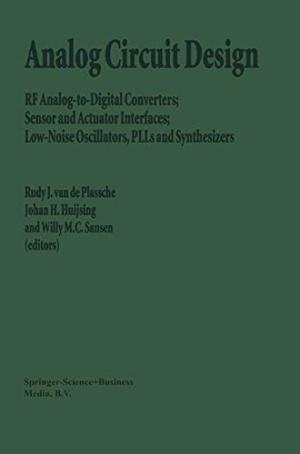 Analog Circuit Design
RF Analog-to-Digital Converters;
Sensor and Actuator Interfaces;
Low-Noise Oscillators, PLLs and Synthesizers
Rudy J. van de Plassche
Johan H. Huijsing
and Willy M.C. Sansen
(editors)
Springer-Science+Business
Media, B.V.